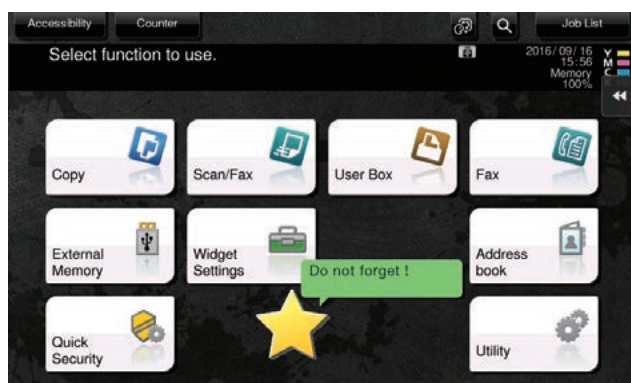 Accessibility
Counter
Job List
Select function to use.
2016/ 09/ 16
15:56
Memory
100%
Y
M
C
Copy
Scan/Fax
User Box
Fax
External
Memory
Widget
Settings
Do not forget !
Address
book
Quick
Security
Utility